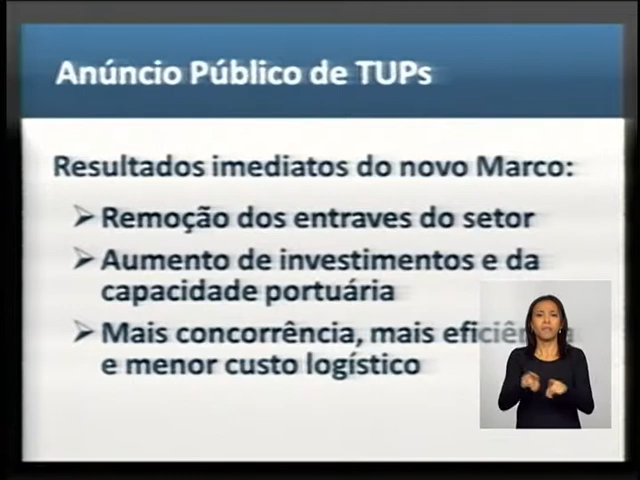 Anúncio Público de TUPs
Resultados imediatos do novo Marco:
Remoção dos entraves do setor
Aumento de investimentos e da
capacidade portuária
Mais concorrência, mais eficiência
e menor custo logístico